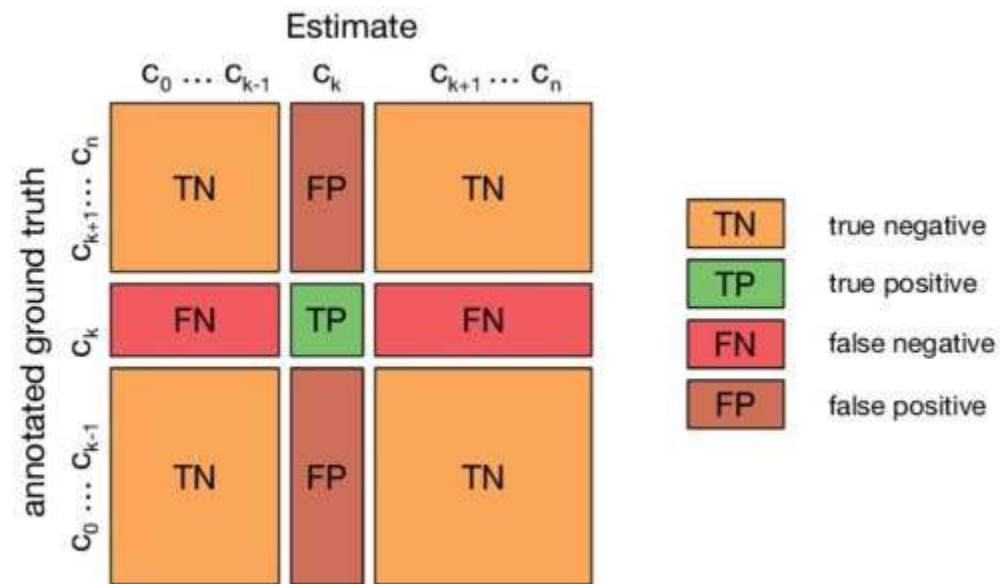 Estimate
c₀ ... cₖ₋₁ cₖ cₖ₊₁ ... cₙ
annotated ground truth
cₖ₊₁... cₙ
TN FP TN
cₖ
FN TP FN
c₀ ... cₖ₋₁
TN FP TN
TN true negative
TP true positive
FN false negative
FP false positive